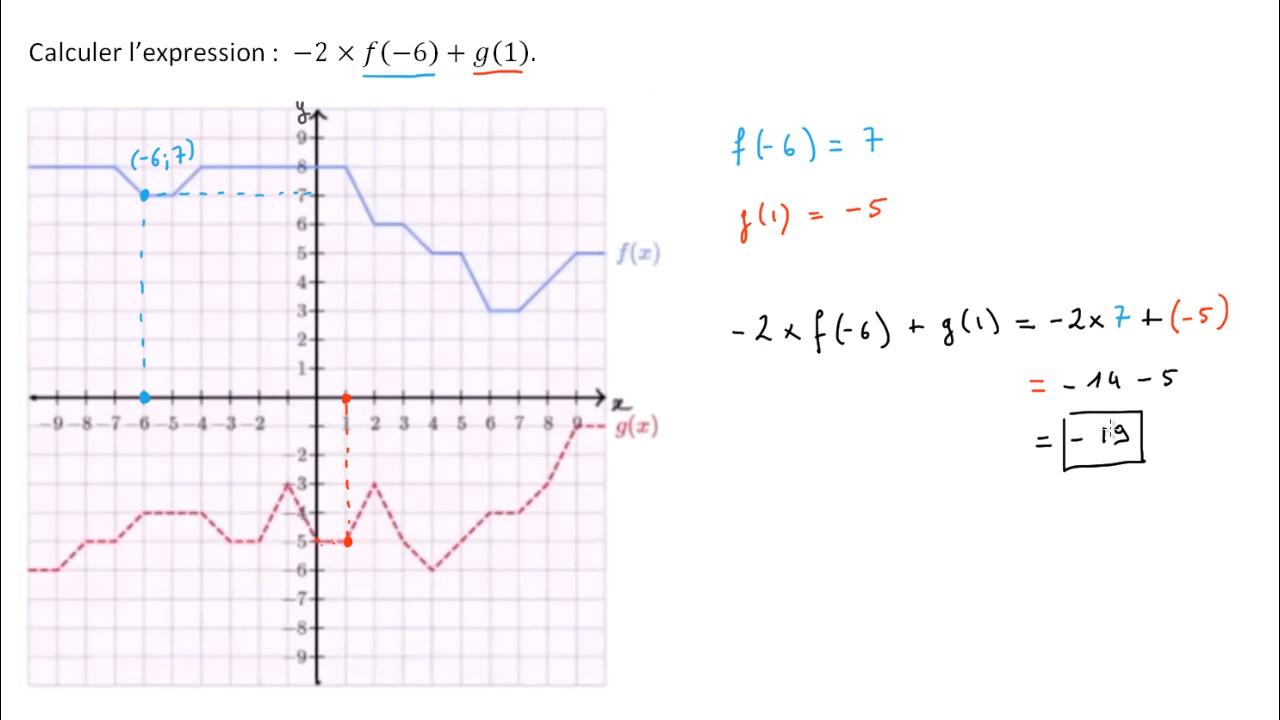 Calculer l'expression : −2 × f(−6) + g(1).
y
9
(-6;7)
8
7
6
5
f(x)
4
3
2
1
x
−9 −8 −7 −6 −5 −4 −3 −2 1 2 3 4 5 6 7 8 9
g(x)
−2
−3
−4
−5
−6
−7
−8
−9
f(-6) = 7
g(1) = -5
-2 × f(-6) + g(1) = -2× 7 + (-5)
= -14 - 5
= -19